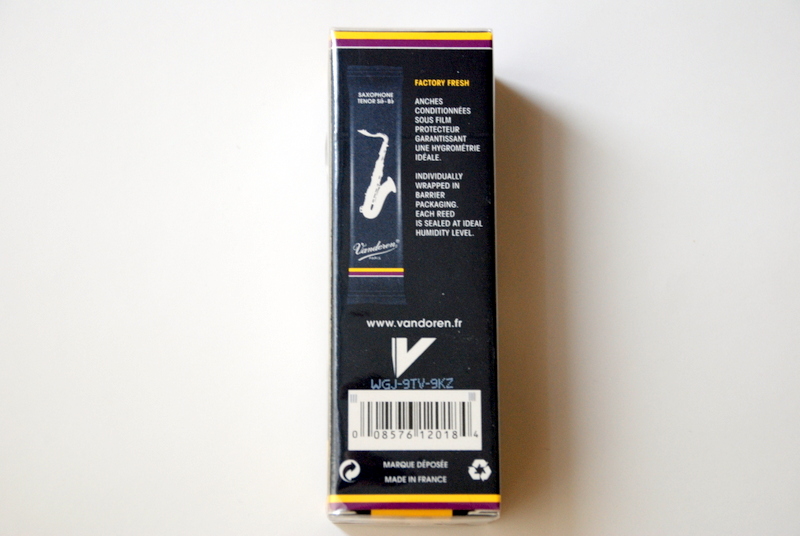 SAXOPHONE
TENOR Sib-Bb
Vandoren®
PARIS
FACTORY FRESH
ANCHES
CONDITIONNÉES
SOUS FILM
PROTECTEUR
GARANTISSANT
UNE HYGROMÉTRIE
IDÉALE.
INDIVIDUALLY
WRAPPED IN
BARRIER
PACKAGING.
EACH REED
IS SEALED AT IDEAL
HUMIDITY LEVEL.
www.vandoren.fr
V
WGJ-9TV-9KZ
0 08576 12018 4
MARQUE DÉPOSÉE
MADE IN FRANCE